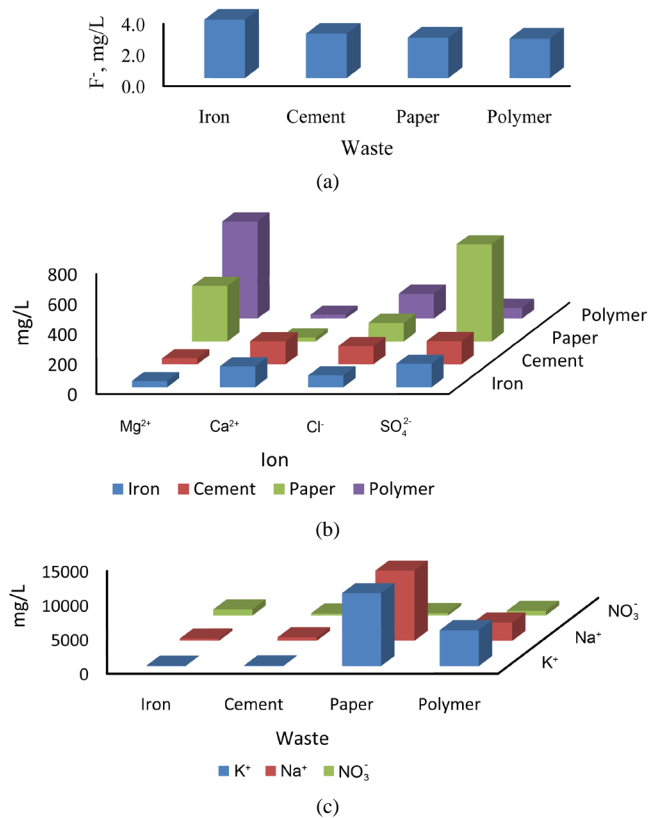 4.0
2.0
0.0
F-, mg/L
Iron Cement Paper Polymer
Waste
(a)
800
600
400
200
0
mg/L
Polymer
Paper
Cement
Iron
Mg²⁺ Ca²⁺ Cl⁻ SO₄²⁻
Ion
Iron Cement Paper Polymer
(b)
15000
10000
5000
0
mg/L
NO₃⁻
Na⁺
K⁺
Iron Cement Paper Polymer
Waste
K⁺ Na⁺ NO₃⁻
(c)